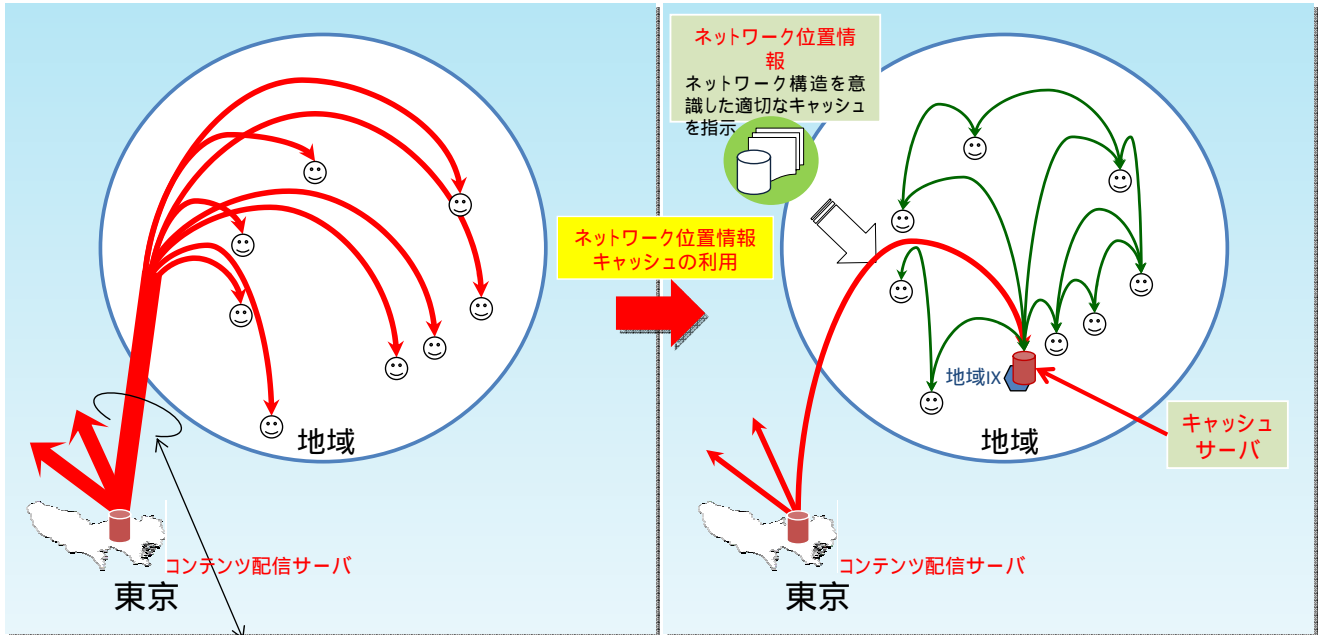 地域
コンテンツ配信サーバ
東京
ネットワーク位置情報
キャッシュの利用
ネットワーク位置情
報
ネットワーク構造を意
識した適切なキャッシュ
を指示
地域IX
地域
キャッシュ
サーバ
コンテンツ配信サーバ
東京